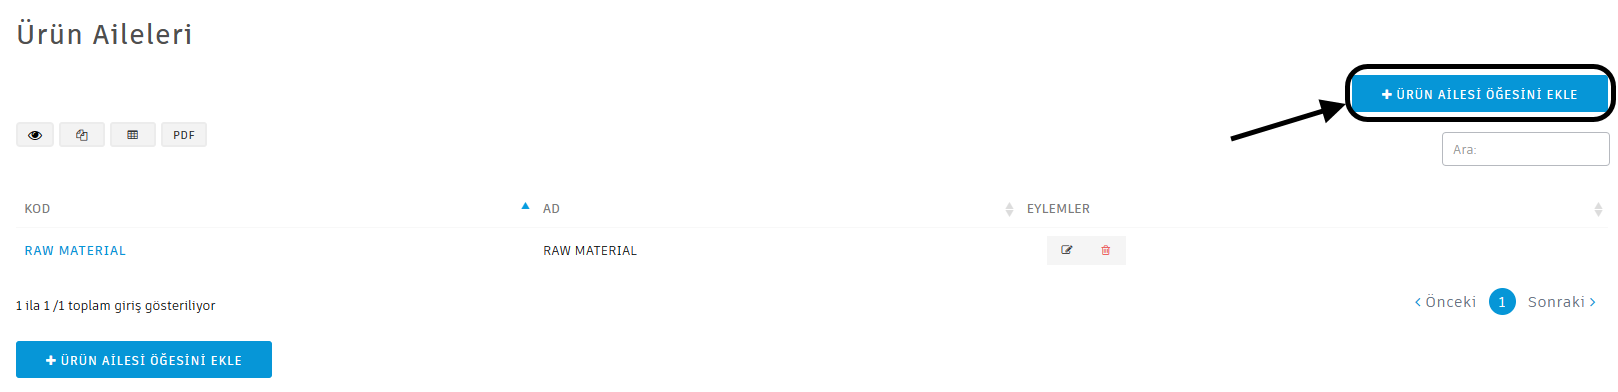 Ürün Aileleri
+ ÜRÜN AİLESİ ÖĞESİNİ EKLE
PDF
Ara:
KOD AD EYLEMLER
RAW MATERIAL RAW MATERIAL
1 ila 1 /1 toplam giriş gösteriliyor
< Önceki 1 Sonraki >
+ ÜRÜN AİLESİ ÖĞESİNİ EKLE